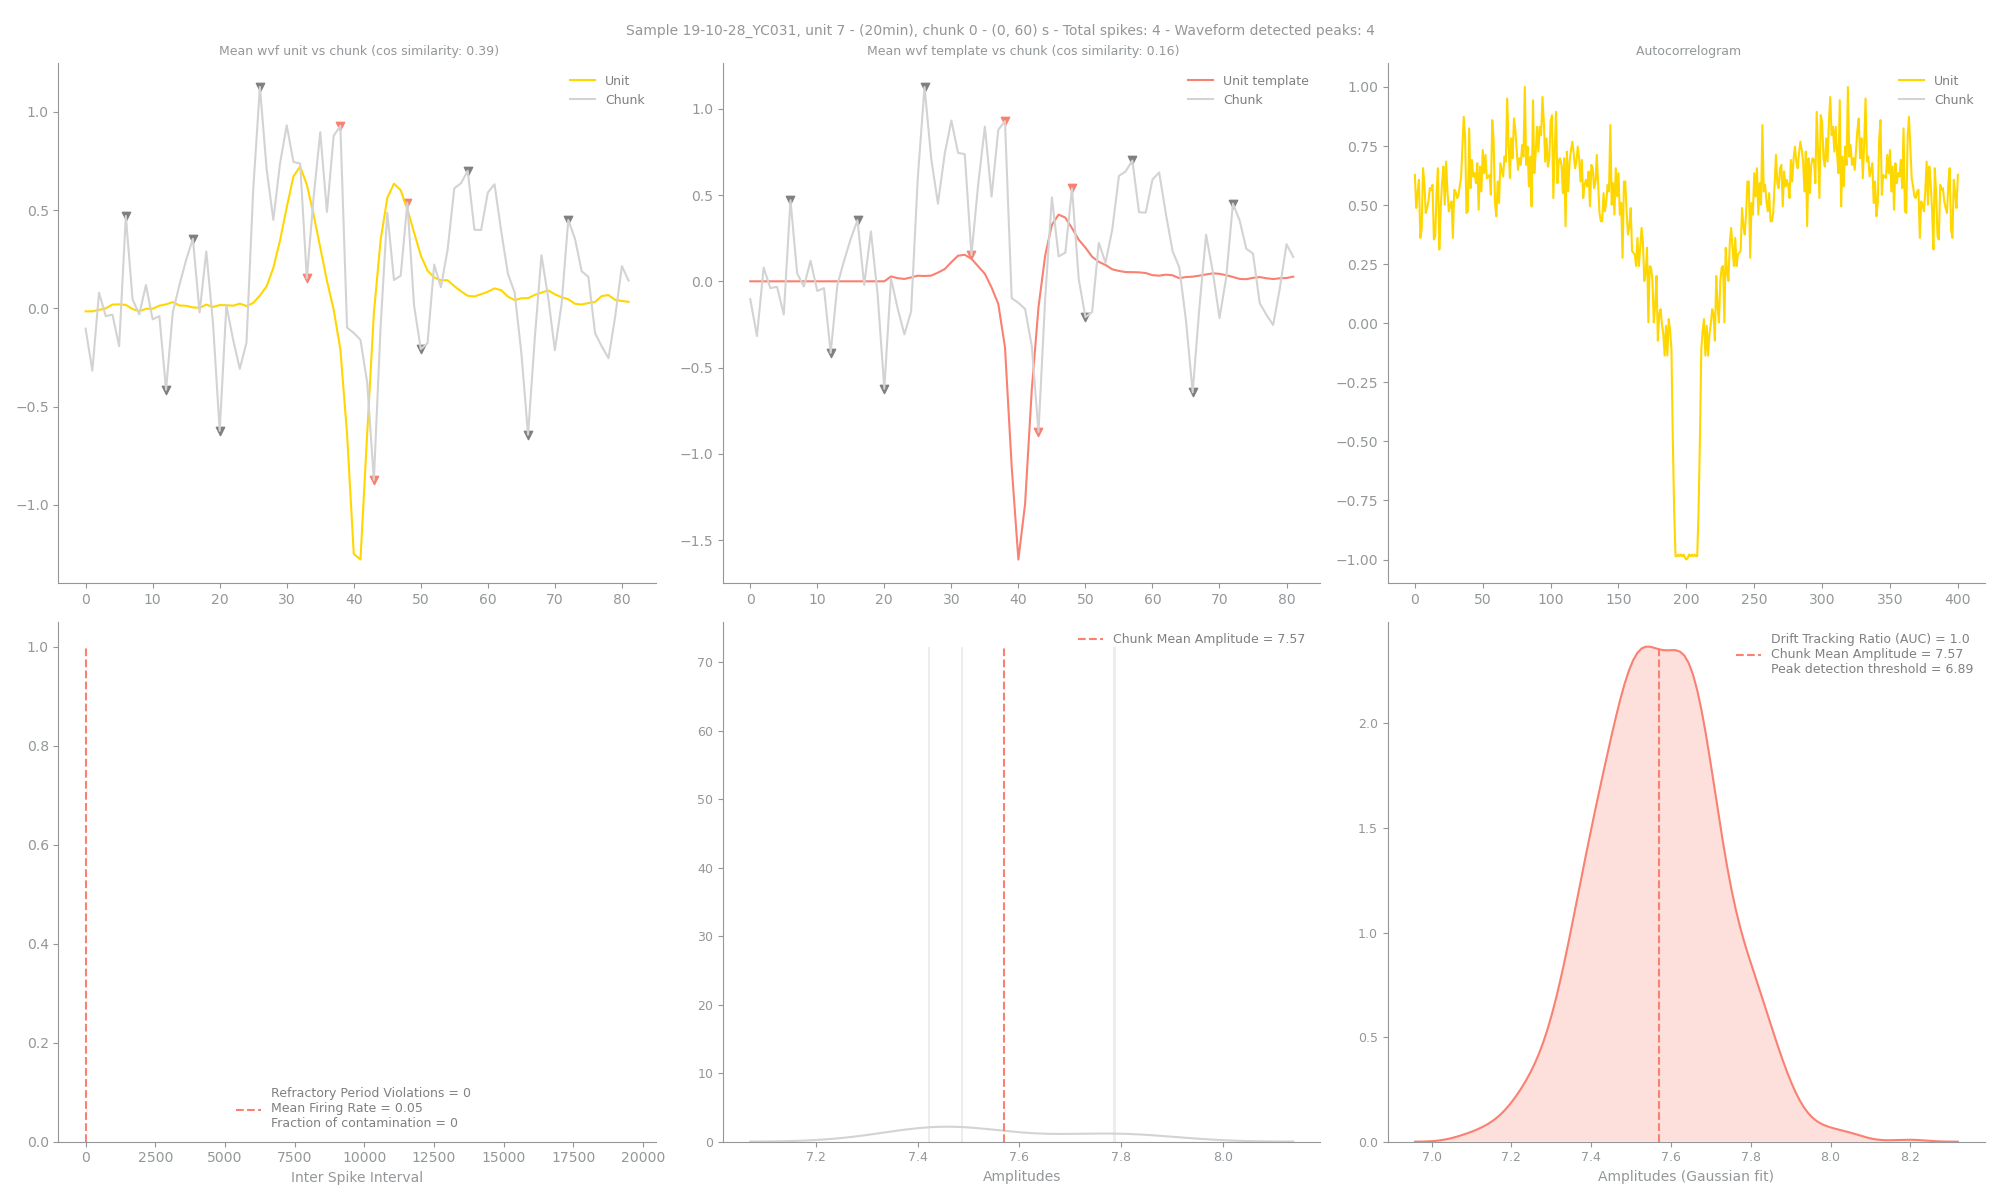 Sample 19-10-28_YC031, unit 7 - (20min), chunk 0 - (0, 60) s - Total spikes: 4 - Waveform detected peaks: 4
Mean wvf unit vs chunk (cos similarity: 0.39)
Unit
Chunk
1.0
0.5
0.0
−0.5
−1.0
0 10 20 30 40 50 60 70 80
Mean wvf template vs chunk (cos similarity: 0.16)
Unit template
Chunk
1.0
0.5
0.0
−0.5
−1.0
−1.5
0 10 20 30 40 50 60 70 80
Autocorrelogram
Unit
Chunk
1.00
0.75
0.50
0.25
0.00
−0.25
−0.50
−0.75
−1.00
0 50 100 150 200 250 300 350 400
1.0
0.8
0.6
0.4
0.2
0.0
Refractory Period Violations = 0
Mean Firing Rate = 0.05
Fraction of contamination = 0
0 2500 5000 7500 10000 12500 15000 17500 20000
Inter Spike Interval
Chunk Mean Amplitude = 7.57
70
60
50
40
30
20
10
0
7.2 7.4 7.6 7.8 8.0
Amplitudes
Drift Tracking Ratio (AUC) = 1.0
Chunk Mean Amplitude = 7.57
Peak detection threshold = 6.89
2.0
1.5
1.0
0.5
0.0
7.0 7.2 7.4 7.6 7.8 8.0 8.2
Amplitudes (Gaussian fit)